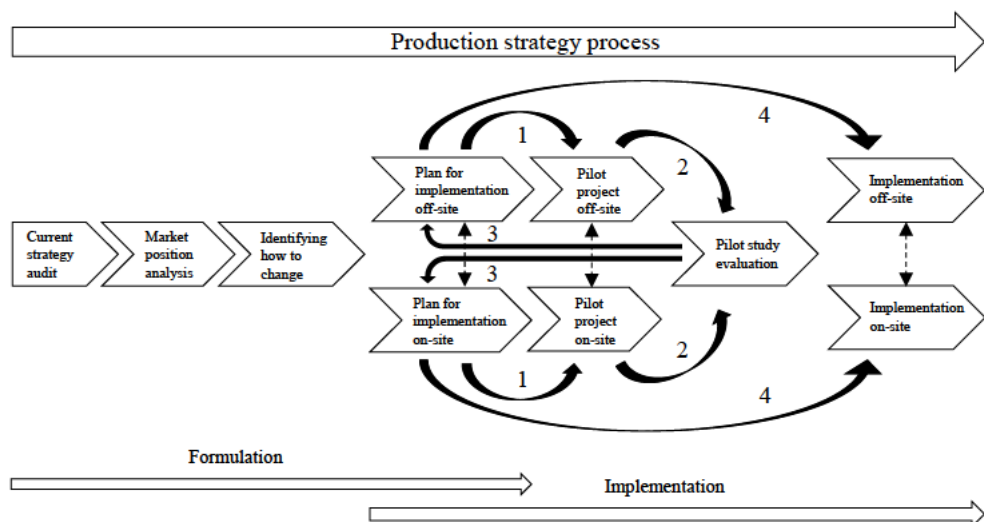 Production strategy process
4
1
2
Plan for
implementation
off-site
Pilot
project
off-site
Implementation
off-site
Current
strategy
audit
Market
position
analysis
Identifying
how to
change
3
Pilot study
evaluation
3
Plan for
implementation
on-site
Pilot
project
on-site
Implementation
on-site
1
2
4
Formulation
Implementation